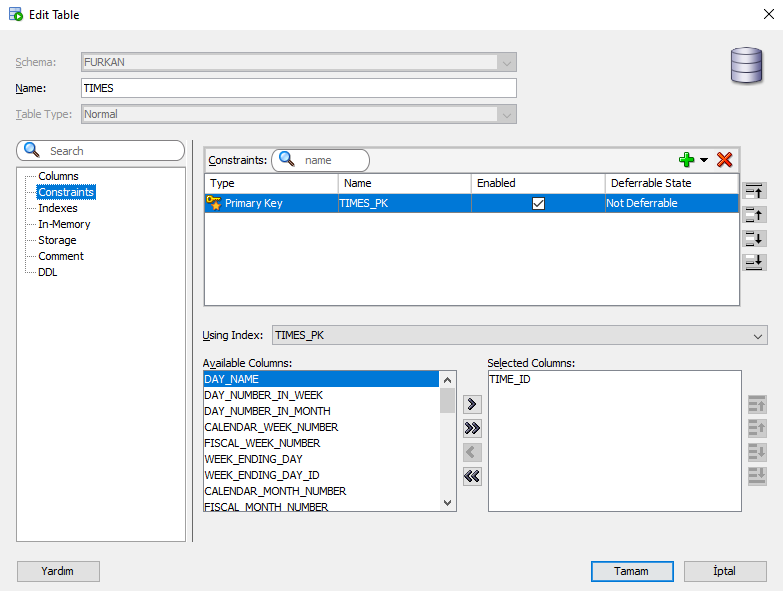 Edit Table
Schema: FURKAN
Name: TIMES
Table Type: Normal
Search
Columns
Constraints
Indexes
In-Memory
Storage
Comment
DDL
Constraints: name
Type Name Enabled Deferrable State
Primary Key TIMES_PK Not Deferrable
Using Index: TIMES_PK
Available Columns:
DAY_NAME
DAY_NUMBER_IN_WEEK
DAY_NUMBER_IN_MONTH
CALENDAR_WEEK_NUMBER
FISCAL_WEEK_NUMBER
WEEK_ENDING_DAY
WEEK_ENDING_DAY_ID
CALENDAR_MONTH_NUMBER
FISCAL_MONTH_NUMBER
Selected Columns:
TIME_ID
Yardım
Tamam
İptal